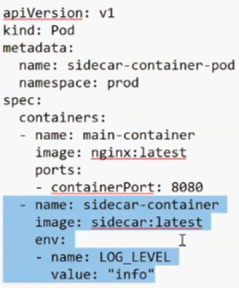 apiVersion: v1
kind: Pod
metadata:
  name: sidecar-container-pod
  namespace: prod
spec:
  containers:
  - name: main-container
    image: nginx:latest
    ports:
    - containerPort: 8080
  - name: sidecar-container
    image: sidecar:latest
    env:
    - name: LOG_LEVEL
      value: "info"